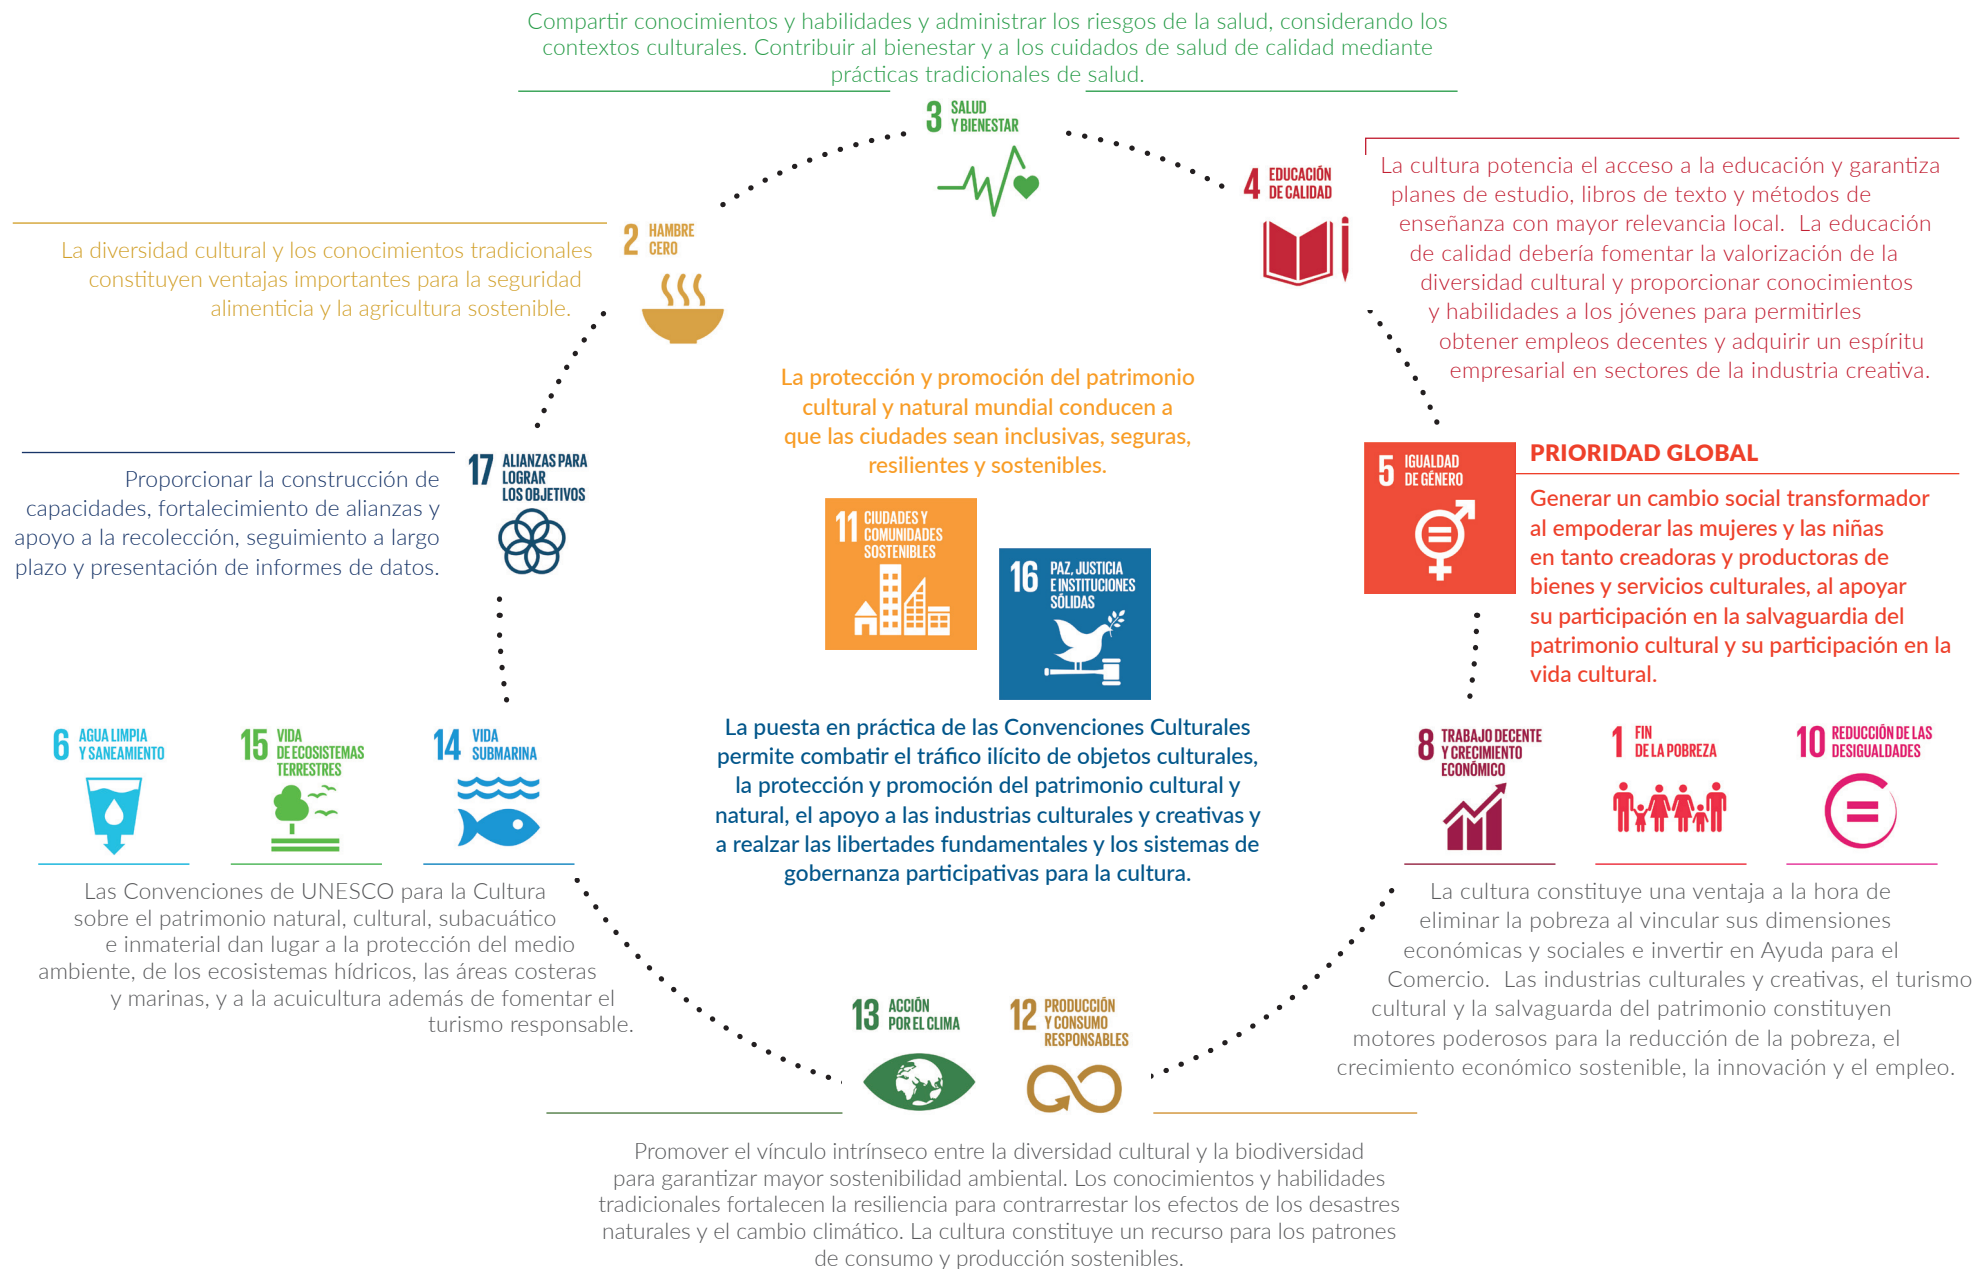 Compartir conocimientos y habilidades y administrar los riesgos de la salud, considerando los
contextos culturales. Contribuir al bienestar y a los cuidados de salud de calidad mediante
prácticas tradicionales de salud.
3 SALUD
Y BIENESTAR
4 EDUCACIÓN
DE CALIDAD
La cultura potencia el acceso a la educación y garantiza
planes de estudio, libros de texto y métodos de
enseñanza con mayor relevancia local. La educación
de calidad debería fomentar la valorización de la
diversidad cultural y proporcionar conocimientos
y habilidades a los jóvenes para permitirles
obtener empleos decentes y adquirir un espíritu
empresarial en sectores de la industria creativa.
2 HAMBRE
CERO
La diversidad cultural y los conocimientos tradicionales
constituyen ventajas importantes para la seguridad
alimenticia y la agricultura sostenible.
La protección y promoción del patrimonio
cultural y natural mundial conducen a
que las ciudades sean inclusivas, seguras,
resilientes y sostenibles.
17 ALIANZAS PARA
LOGRAR
LOS OBJETIVOS
Proporcionar la construcción de
capacidades, fortalecimiento de alianzas y
apoyo a la recolección, seguimiento a largo
plazo y presentación de informes de datos.
11 CIUDADES Y
COMUNIDADES
SOSTENIBLES
16 PAZ, JUSTICIA
E INSTITUCIONES
SÓLIDAS
5 IGUALDAD
DE GÉNERO
PRIORIDAD GLOBAL
Generar un cambio social transformador
al empoderar las mujeres y las niñas
en tanto creadoras y productoras de
bienes y servicios culturales, al apoyar
su participación en la salvaguardia del
patrimonio cultural y su participación en la
vida cultural.
La puesta en práctica de las Convenciones Culturales
permite combatir el tráfico ilícito de objetos culturales,
la protección y promoción del patrimonio cultural y
natural, el apoyo a las industrias culturales y creativas y
a realzar las libertades fundamentales y los sistemas de
gobernanza participativas para la cultura.
6 AGUA LIMPIA
Y SANEAMIENTO
15 VIDA
DE ECOSISTEMAS
TERRESTRES
14 VIDA
SUBMARINA
Las Convenciones de UNESCO para la Cultura
sobre el patrimonio natural, cultural, subacuático
e inmaterial dan lugar a la protección del medio
ambiente, de los ecosistemas hídricos, las áreas costeras
y marinas, y a la acuicultura además de fomentar el
turismo responsable.
8 TRABAJO DECENTE
Y CRECIMIENTO
ECONÓMICO
1 FIN
DE LA POBREZA
10 REDUCCIÓN DE LAS
DESIGUALDADES
La cultura constituye una ventaja a la hora de
eliminar la pobreza al vincular sus dimensiones
económicas y sociales e invertir en Ayuda para el
Comercio. Las industrias culturales y creativas, el turismo
cultural y la salvaguarda del patrimonio constituyen
motores poderosos para la reducción de la pobreza, el
crecimiento económico sostenible, la innovación y el empleo.
13 ACCIÓN
POR EL CLIMA
12 PRODUCCIÓN
Y CONSUMO
RESPONSABLES
Promover el vínculo intrínseco entre la diversidad cultural y la biodiversidad
para garantizar mayor sostenibilidad ambiental. Los conocimientos y habilidades
tradicionales fortalecen la resiliencia para contrarrestar los efectos de los desastres
naturales y el cambio climático. La cultura constituye un recurso para los patrones
de consumo y producción sostenibles.